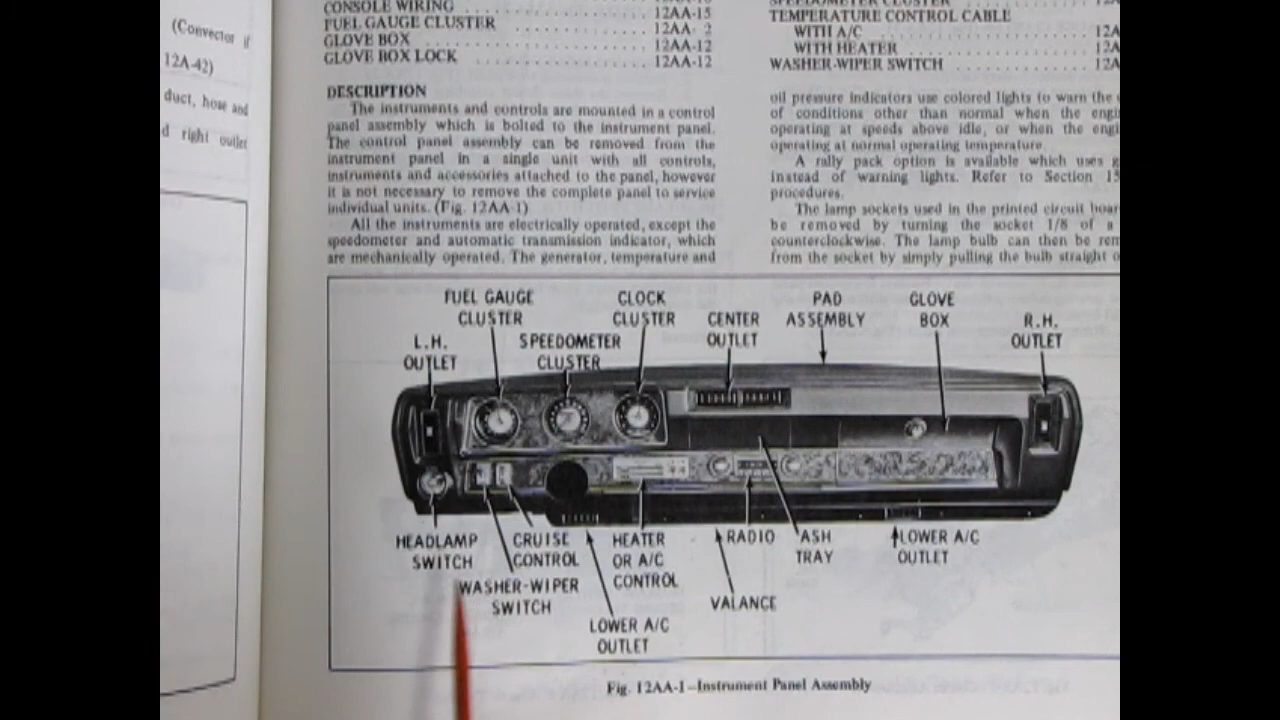 (Convector if
12A-42)
duct, hose and
d right outlet
CONSOLE WIRING . . . . . . . . . . . . . . . . . . . . . 12AA-15
FUEL GAUGE CLUSTER . . . . . . . . . . . . . . . . 12AA- 2
GLOVE BOX . . . . . . . . . . . . . . . . . . . . . . . . 12AA-12
GLOVE BOX LOCK . . . . . . . . . . . . . . . . . . . . 12AA-12
DESCRIPTION
The instruments and controls are mounted in a control
panel assembly which is bolted to the instrument panel.
The control panel assembly can be removed from the
instrument panel in a single unit with all controls,
instruments and accessories attached to the panel, however
it is not necessary to remove the complete panel to service
individual units. (Fig. 12AA-1)
All the instruments are electrically operated, except the
speedometer and automatic transmission indicator, which
are mechanically operated. The generator, temperature and
SPEEDOMETER CLUSTER
TEMPERATURE CONTROL CABLE
WITH A/C . . . . . . . . . . . . . . . . . . . . . . 12A
WITH HEATER . . . . . . . . . . . . . . . . . . . 12A
WASHER-WIPER SWITCH . . . . . . . . . . . . . . . 12A
oil pressure indicators use colored lights to warn the
of conditions other than normal when the engi
operating at speeds above idle, or when the engi
operating at normal operating temperature.
A rally pack option is available which uses g
instead of warning lights. Refer to Section 15
procedures.
The lamp sockets used in the printed circuit boar
be removed by turning the socket 1/8 of a
counterclockwise. The lamp bulb can then be rem
from the socket by simply pulling the bulb straight o
FUEL GAUGE
CLUSTER
CLOCK
CLUSTER
PAD
ASSEMBLY
GLOVE
BOX
L.H.
OUTLET
SPEEDOMETER
CLUSTER
CENTER
OUTLET
R.H.
OUTLET
HEADLAMP
SWITCH
CRUISE
CONTROL
HEATER
OR A/C
CONTROL
RADIO
ASH
TRAY
LOWER A/C
OUTLET
WASHER-WIPER
SWITCH
VALANCE
LOWER A/C
OUTLET
Fig. 12AA-1-Instrument Panel Assembly